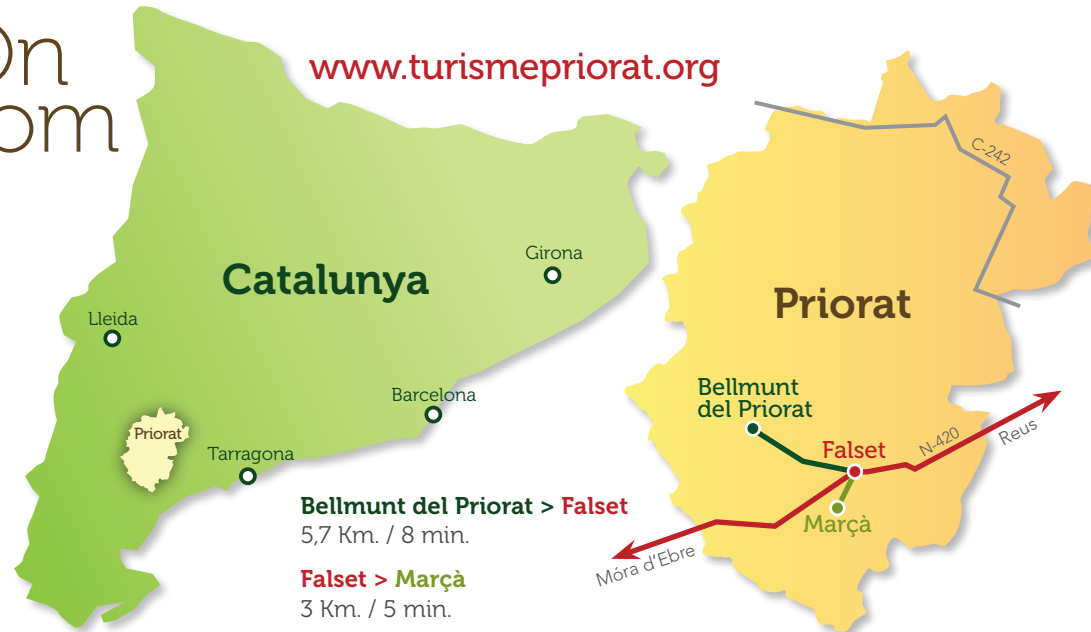 On
om
www.turismepriorat.org
Catalunya
Girona
Lleida
Barcelona
Priorat
Tarragona
Bellmunt del Priorat > Falset
5,7 Km. / 8 min.
Falset > Marçà
3 Km. / 5 min.
C-242
Priorat
Bellmunt
del Priorat
Falset
N-420
Reus
Marçà
Móra d'Ebre